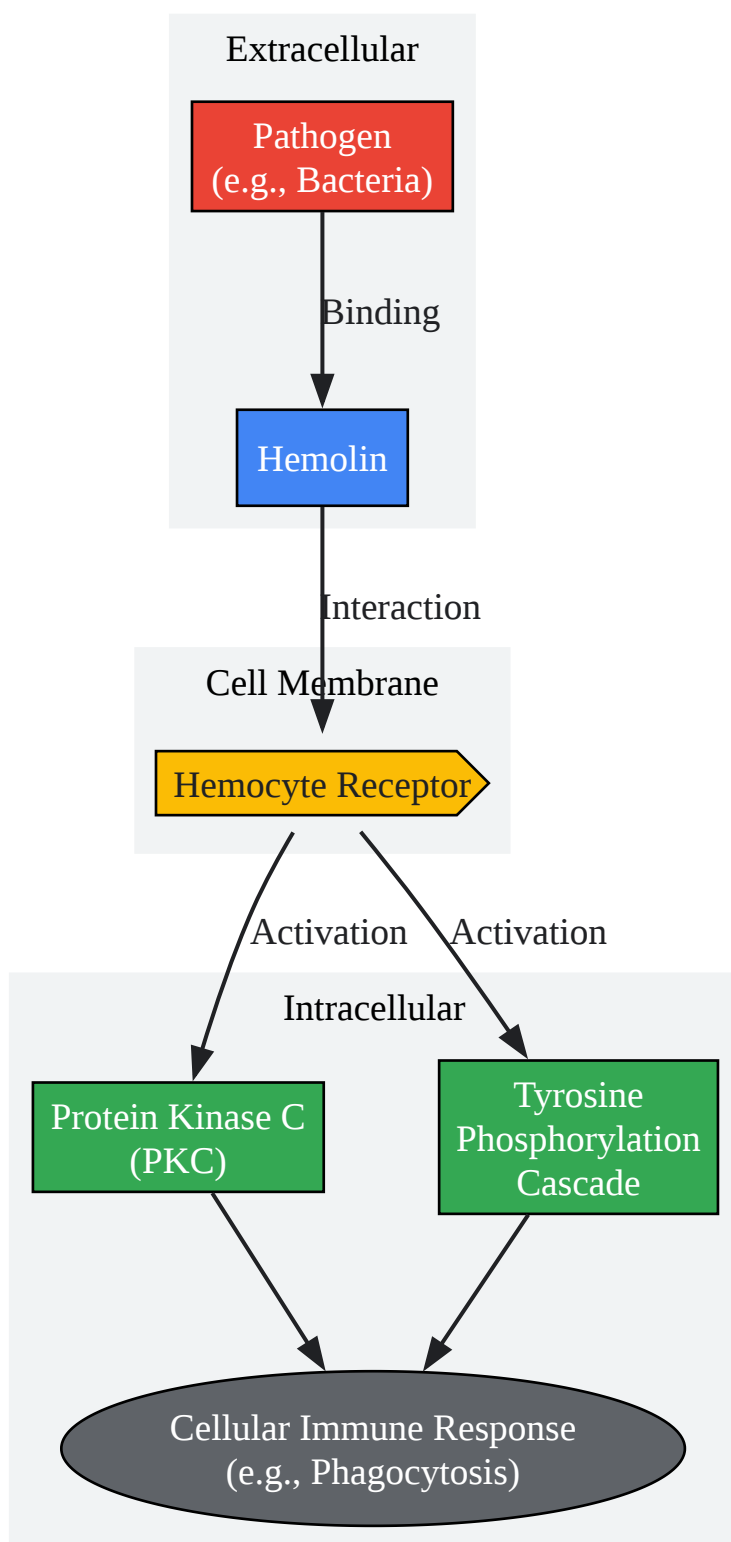 Extracellular
Pathogen
(e.g., Bacteria)
Binding
Hemolin
Interaction
Cell Membrane
Hemocyte Receptor
Activation
Activation
Intracellular
Protein Kinase C
(PKC)
Tyrosine
Phosphorylation
Cascade
Cellular Immune Response
(e.g., Phagocytosis)